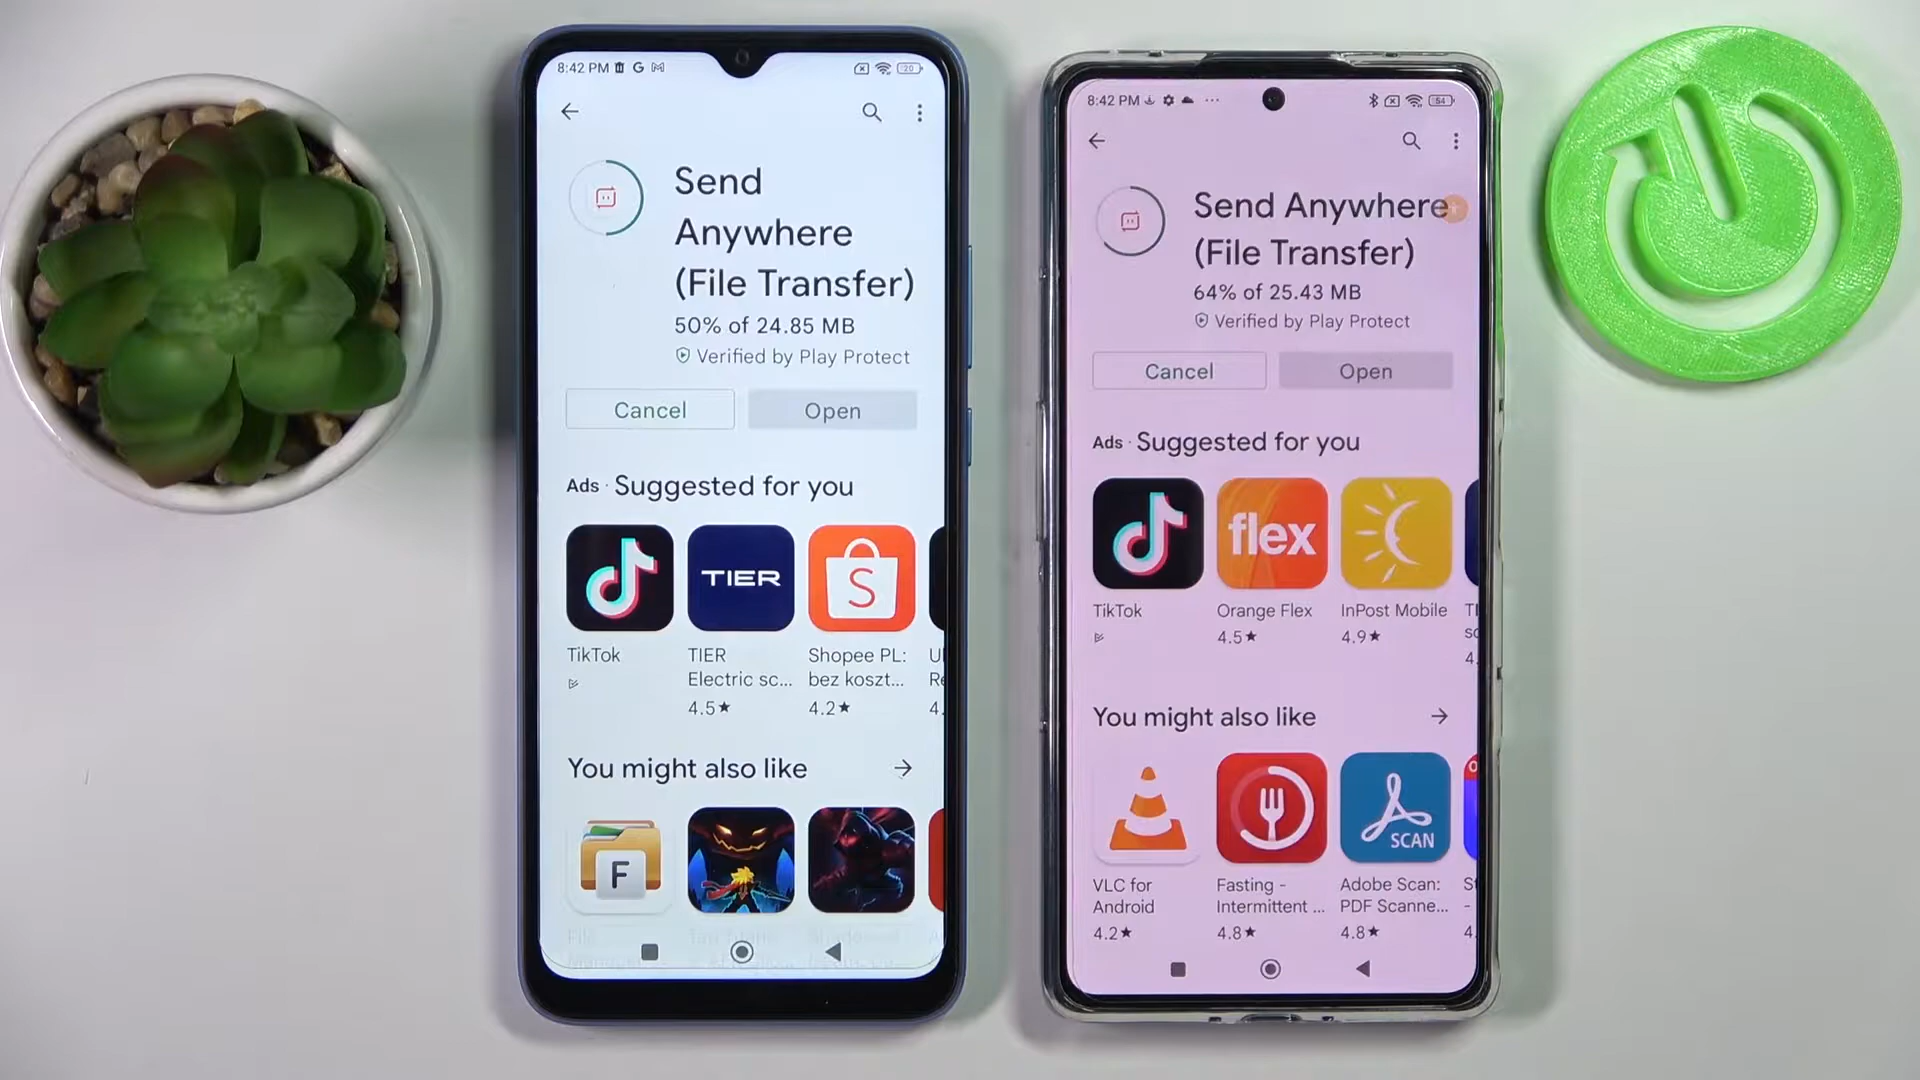 8:42 PM
20
Send
Anywhere
(File Transfer)
50% of 24.85 MB
Verified by Play Protect
Cancel
Open
Ads · Suggested for you
TikTok
TIER
TIER
Electric sc...
4.5★
S
Shopee PL:
bez koszt...
4.2★
You might also like
F
8:42 PM
54
Send Anywhere
(File Transfer)
64% of 25.43 MB
Verified by Play Protect
Cancel
Open
Ads · Suggested for you
TikTok
flex
Orange Flex
4.5★
InPost Mobile
4.9★
You might also like
VLC for
Android
4.2★
Fasting -
Intermittent ...
4.8★
SCAN
Adobe Scan:
PDF Scanne...
4.8★